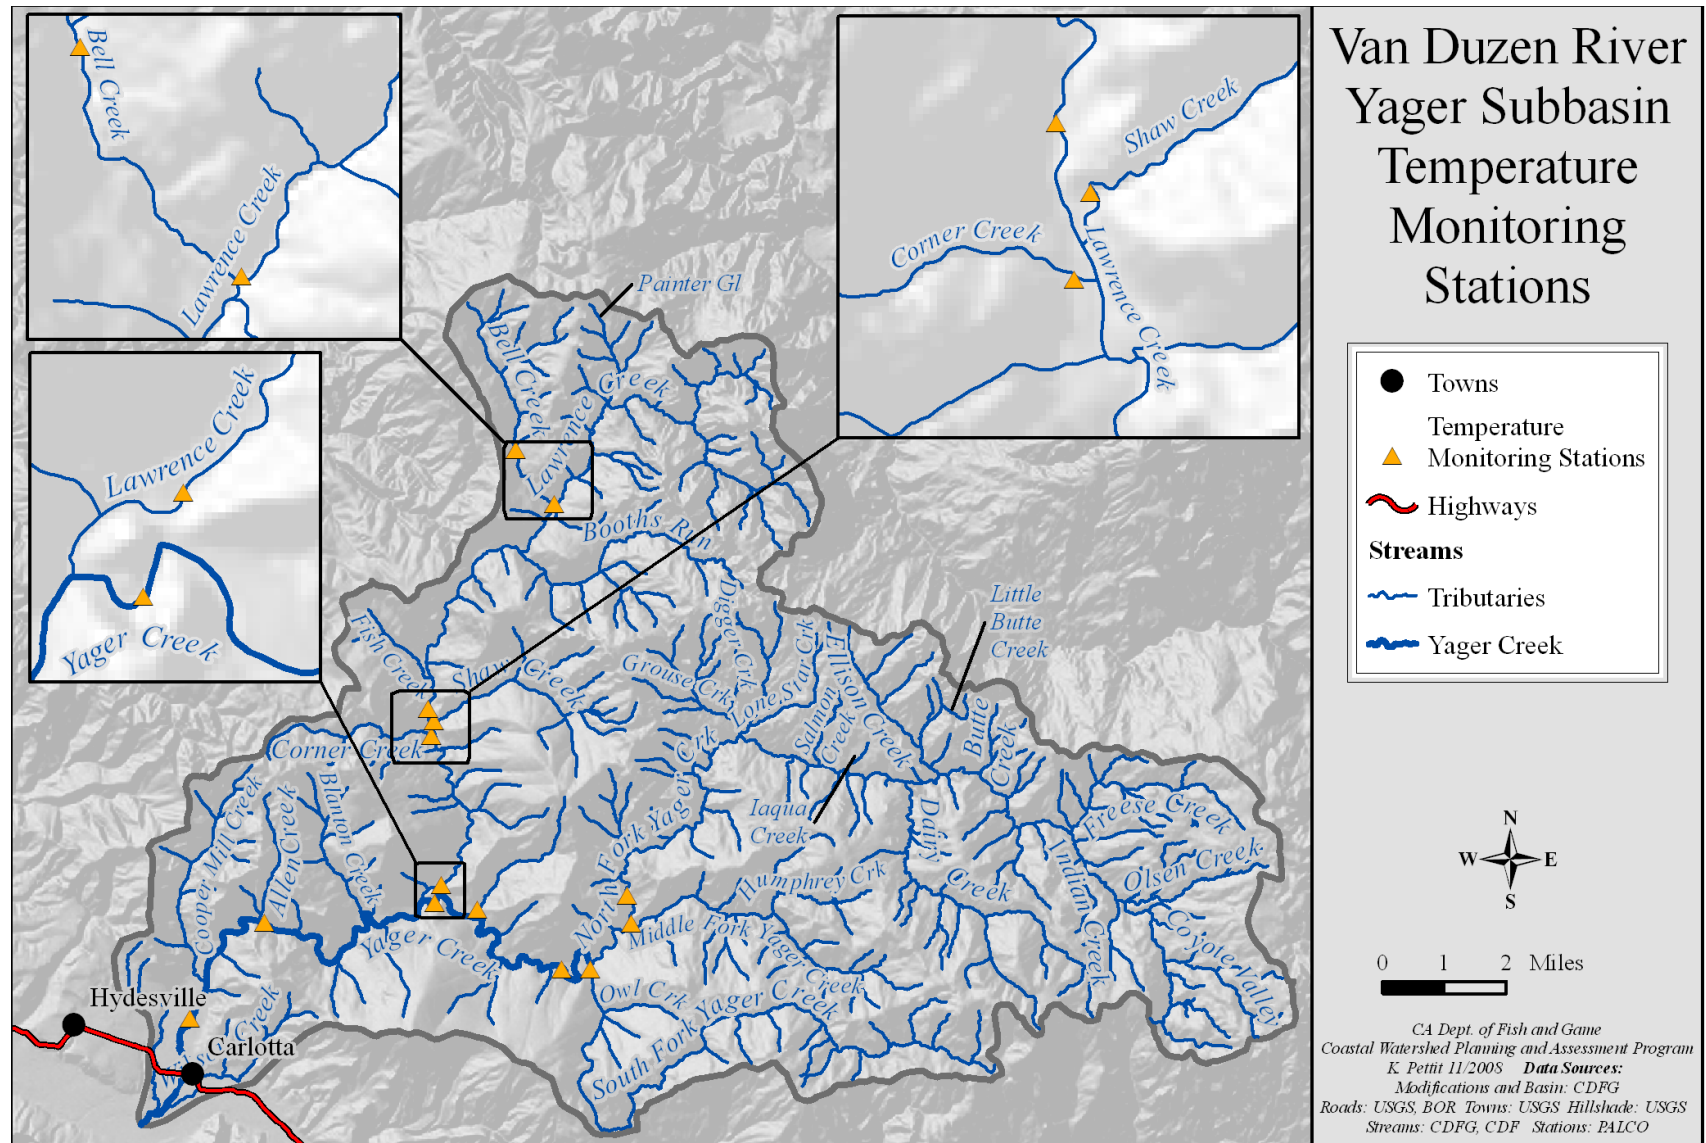 Van Duzen River
Yager Subbasin
Temperature
Monitoring
Stations
Towns
Temperature
Monitoring Stations
Highways
Streams
Tributaries
Yager Creek
N
W
E
S
0 1 2 Miles
CA Dept. of Fish and Game
Coastal Watershed Planning and Assessment Program
K. Pettit 11/2008 Data Sources:
Modifications and Basin: CDFG
Roads: USGS, BOR Towns: USGS Hillshade: USGS
Streams: CDFG, CDF Stations: PALCO
Bell Creek
Lawrence Creek
Shaw Creek
Corner Creek
Lawrence Creek
Lawrence Creek
Yager Creek
Painter Gl
Bell Creek
Lawrence Creek
Booths Run
Fish Creek
Shaw Creek
Corner Creek
Grouse Crk
Digger Crk
Lone Star Crk
Salmon
Creek
Ellison Creek
Little
Butte
Creek
Butte
Creek
Iaqua
Creek
Dairy Creek
Indian Creek
Freese Creek
Olsen Creek
Coyote Valley
Humphrey Crk
North Fork Yager Crk
Middle Fork Yager Creek
Owl Crk
South Fork Yager Creek
Yager Creek
Blanton Creek
Allen Creek
Cooper Mill Creek
Wilson Creek
Hydesville
Carlotta